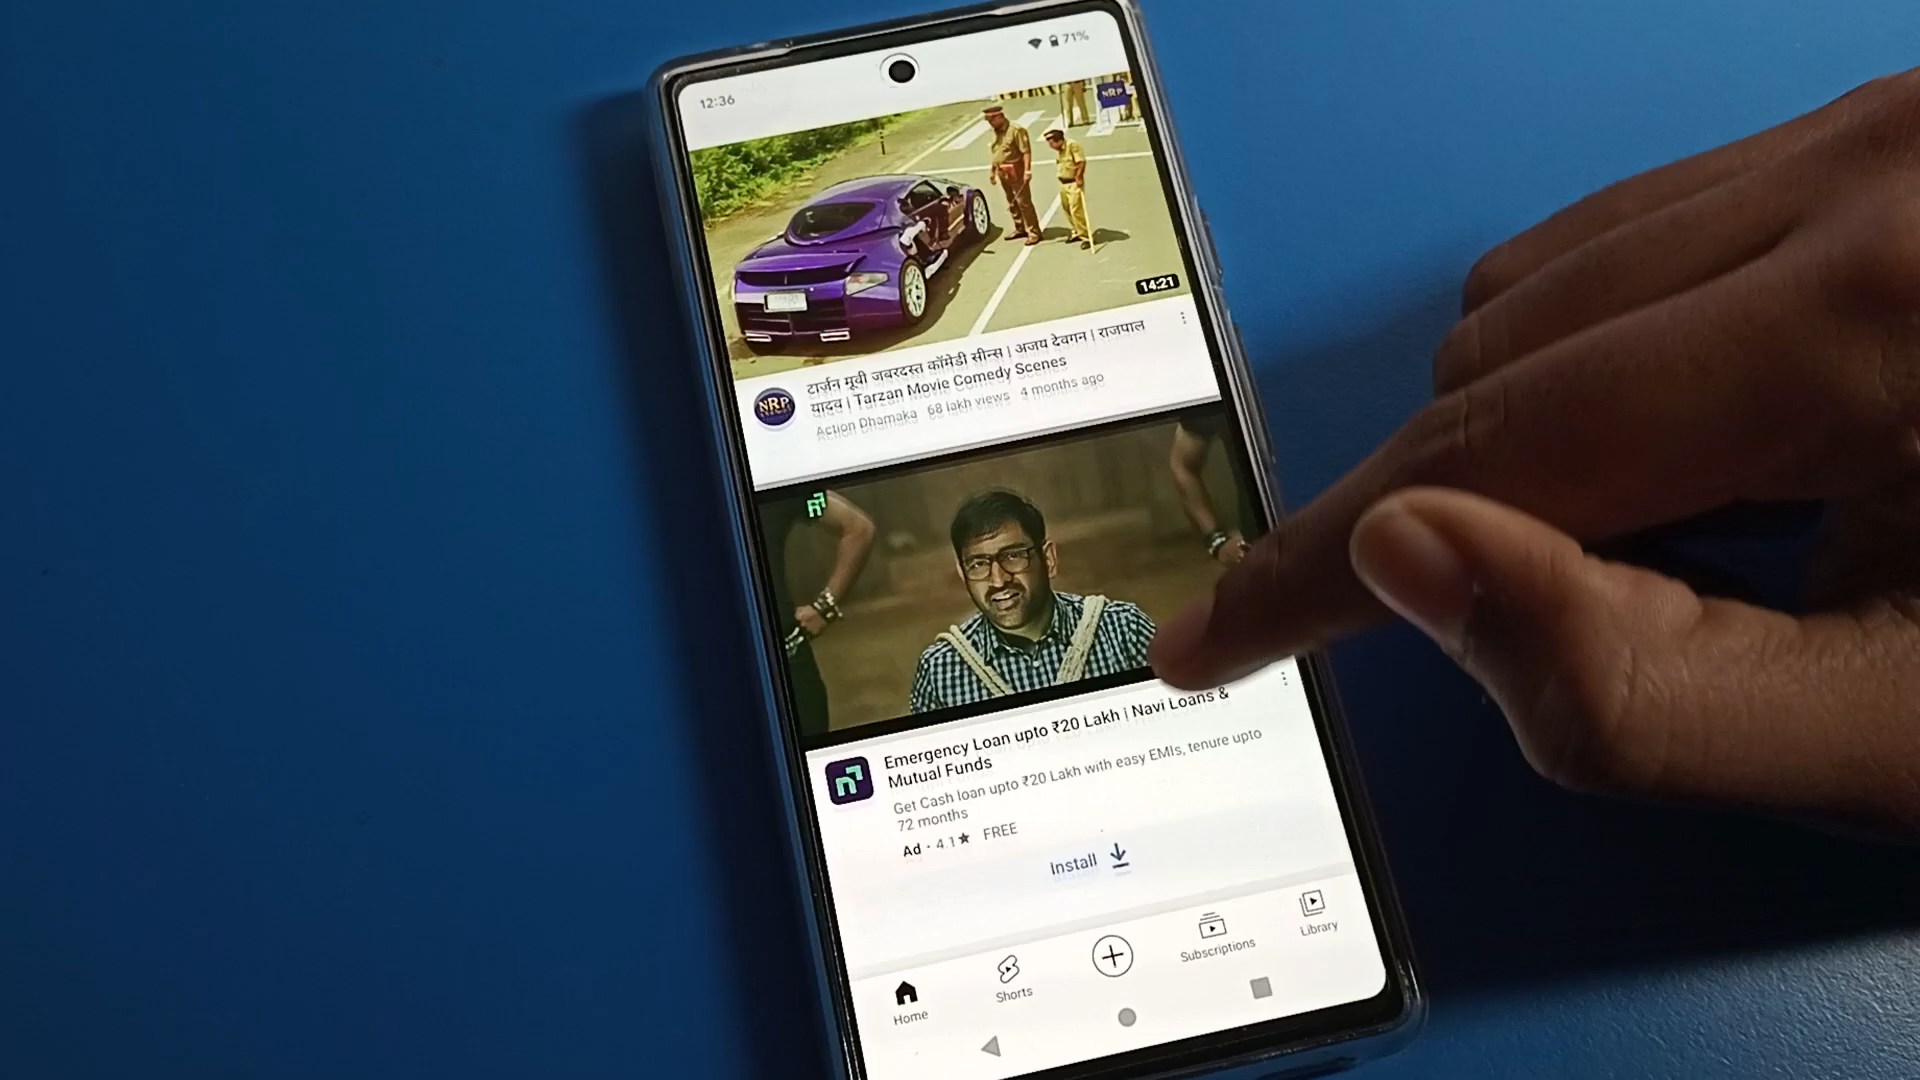 12:36
71%
NRP
14:21
टार्ज़न मूवी जबरदस्त कॉमेडी सीन्स | अजय देवगन | राजपाल
यादव | Tarzan Movie Comedy Scenes
Action Dhamaka 68 lakh views 4 months ago
NRP
Emergency Loan upto ₹20 Lakh | Navi Loans &
Mutual Funds
Get Cash loan upto ₹20 Lakh with easy EMIs, tenure upto
72 months
Ad · 4.1★ FREE
Install
Home
Shorts
Subscriptions
Library